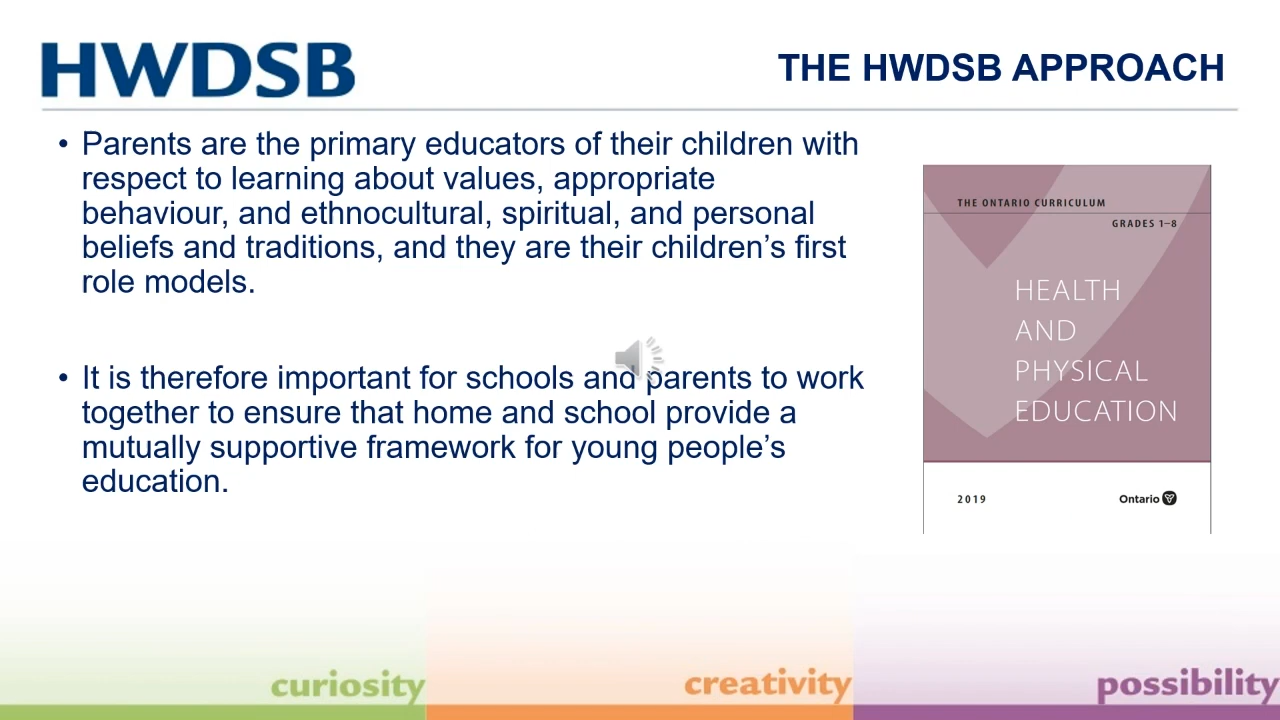 HWDSB
THE HWDSB APPROACH
• Parents are the primary educators of their children with
respect to learning about values, appropriate
behaviour, and ethnocultural, spiritual, and personal
beliefs and traditions, and they are their children’s first
role models.
• It is therefore important for schools and parents to work
together to ensure that home and school provide a
mutually supportive framework for young people’s
education.
THE ONTARIO CURRICULUM
GRADES 1–8
HEALTH
AND
PHYSICAL
EDUCATION
2019
Ontario
curiosity
creativity
possibility